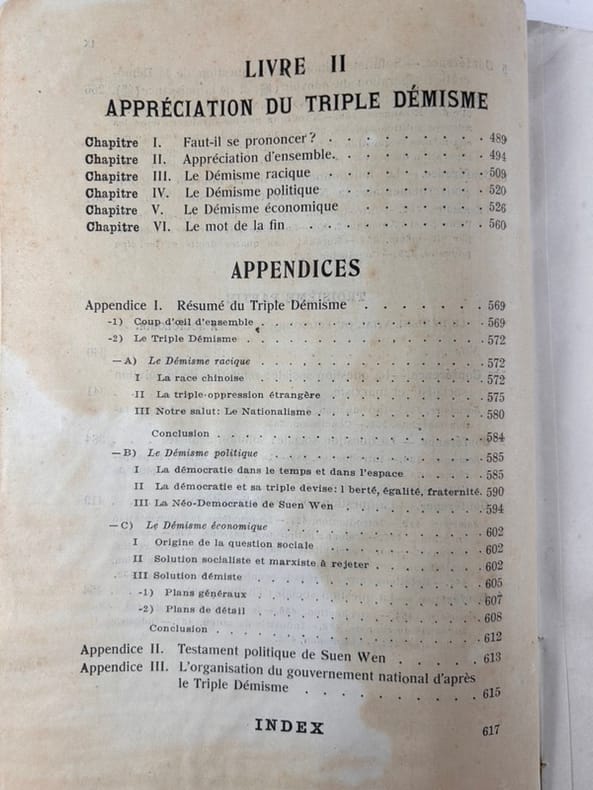 LIVRE II
APPRÉCIATION DU TRIPLE DÉMISME
Chapitre I. Faut-il se prononcer? . . . . . . . . 489
Chapitre II. Appréciation d'ensemble. . . . . . . . 494
Chapitre III. Le Démisme racique . . . . . . . . 509
Chapitre IV. Le Démisme politique . . . . . . . 520
Chapitre V. Le Démisme économique . . . . . . 526
Chapitre VI. Le mot de la fin . . . . . . . . . 560
APPENDICES
Appendice I. Résumé du Triple Démisme . . . . . . . 569
-1) Coup d'œil d'ensemble . . . . . . . . . . . . 569
-2) Le Triple Démisme . . . . . . . . . . . . . 572
— A) Le Démisme racique . . . . . . . . . . . 572
I La race chinoise . . . . . . . . . . . . 572
II La triple-oppression étrangère . . . . . . . . 575
III Notre salut: Le Nationalisme . . . . . . . . . 580
Conclusion . . . . . . . . . . . . . . 584
— B) Le Démisme politique . . . . . . . . . . . 585
I La démocratie dans le temps et dans l'espace . . . . 585
II La démocratie et sa triple devise: l berté, égalité, fraternité. 590
III La Néo-Democratie de Suen Wen . . . . . . . 594
— C) Le Démisme économique . . . . . . . . . . 602
I Origine de la question sociale . . . . . . . . 602
II Solution socialiste et marxiste à rejeter . . . . . . 602
III Solution démiste . . . . . . . . . . . . 605
-1) Plans généraux . . . . . . . . . . . . 607
-2) Plans de détail . . . . . . . . . . . . 608
Conclusion . . . . . . . . . . . . . . 612
Appendice II. Testament politique de Suen Wen . . . . . 613
Appendice III. L'organisation du gouvernement national d'après
le Triple Démisme . . . . . . . . . 615
INDEX 617